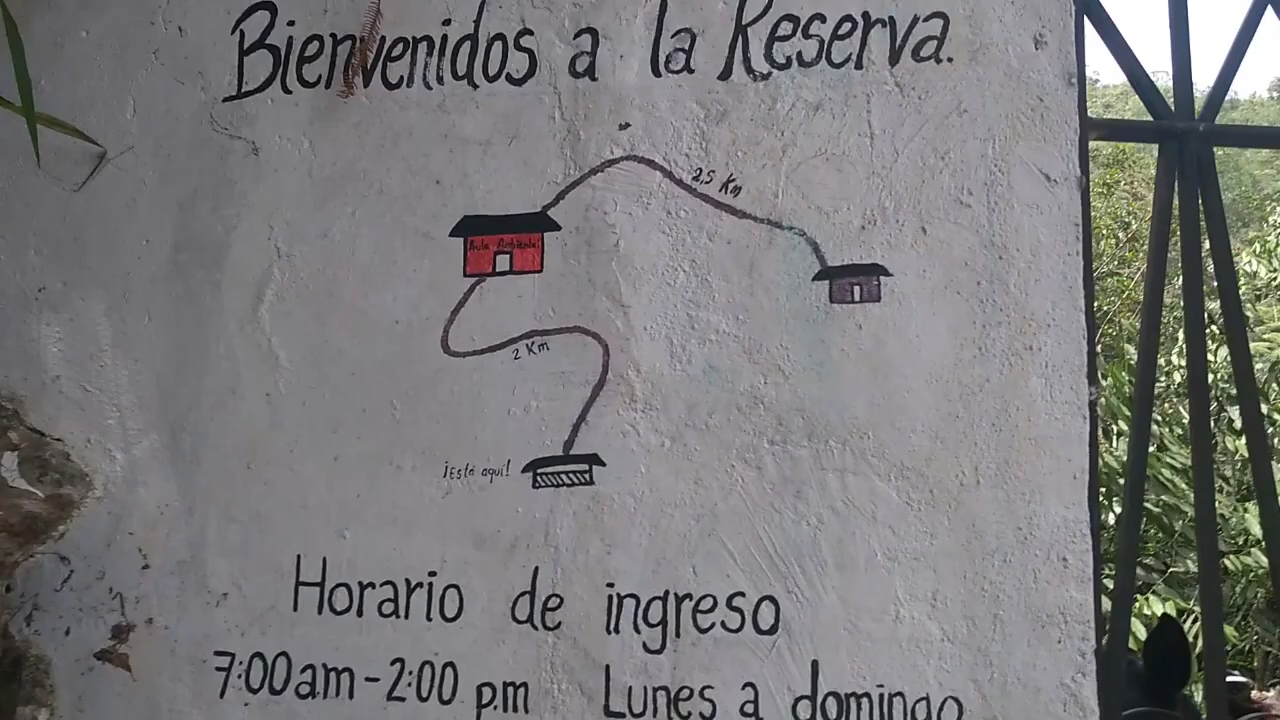 Bienvenidos a la Reserva.
2,5 Km
Aula Ambiental
2 Km
¡Está aquí!
Horario de ingreso
7:00am-2:00 p.m Lunes a domingo